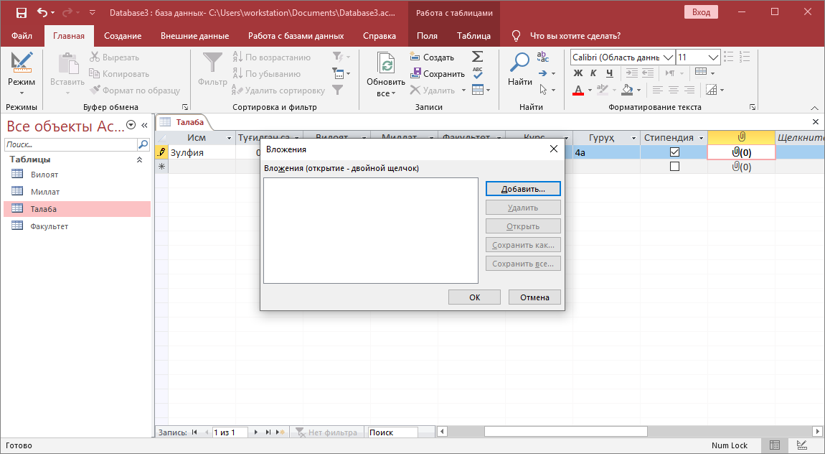 Database3 : база данных- C:\Users\workstation\Documents\Database3.ac...
Работа с таблицами
Вход
Файл Главная Создание Внешние данные Работа с базами данных Справка Поля Таблица Что вы хотите сделать?
Режим
Режимы
Вставить
Вырезать
Копировать
Формат по образцу
Буфер обмена
Фильтр
По возрастанию
По убыванию
Удалить сортировку
Сортировка и фильтр
Обновить все
Создать
Сохранить
Удалить
Записи
Найти
Найти
Calibri (Область даннь 11
Ж К Ч
Форматирование текста
Все объекты Ac...
Поиск...
Таблицы
Вилоят
Миллат
Талаба
Факультет
Талаба
Исм Туғилган са Вилоят Миллат Факультет Курс Гуруҳ Стипендия Щелкните
Зулфия 4а (0)
(0)
Вложения
Вложения (открытие - двойной щелчок)
Добавить...
Удалить
Открыть
Сохранить как...
Сохранить все...
ОК Отмена
Запись: 1 из 1 Нет фильтра Поиск
Готово
Num Lock